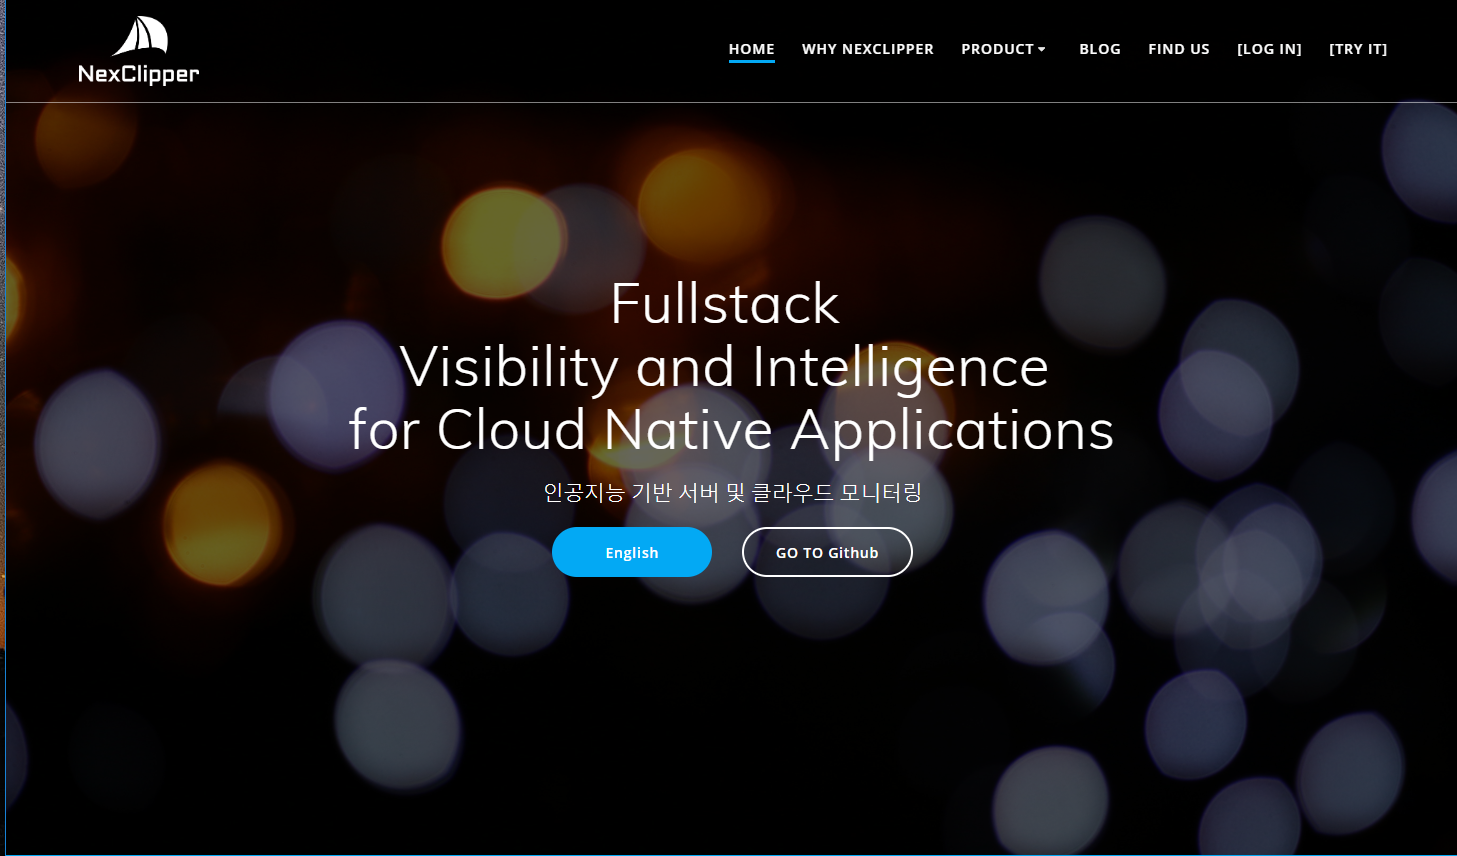 NexClipper
HOME
WHY NEXCLIPPER
PRODUCT
BLOG
FIND US
[LOG IN]
[TRY IT]
Fullstack
Visibility and Intelligence
for Cloud Native Applications
인공지능 기반 서버 및 클라우드 모니터링
English
GO TO Github